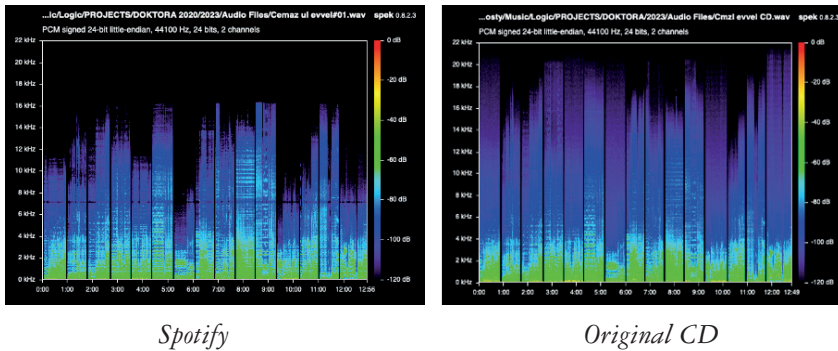 ...ic/Logic/PROJECTS/DOKTORA 2020/2023/Audio Files/Cemaz ul evvel#01.wav spek 0.8.2.3
PCM signed 24-bit little-endian, 44100 Hz, 24 bits, 2 channels
22 kHz
20 kHz
18 kHz
16 kHz
14 kHz
12 kHz
10 kHz
8 kHz
6 kHz
4 kHz
2 kHz
0 kHz
0:00 1:00 2:00 3:00 4:00 5:00 6:00 7:00 8:00 9:00 10:00 11:00 12:56
0 dB
-20 dB
-40 dB
-60 dB
-80 dB
-100 dB
-120 dB
Spotify
...osty/Music/Logic/PROJECTS/DOKTORA/2023/Audio Files/Cmzl evvel CD.wav spek 0.8.2.3
PCM signed 24-bit little-endian, 44100 Hz, 24 bits, 2 channels
22 kHz
20 kHz
18 kHz
16 kHz
14 kHz
12 kHz
10 kHz
8 kHz
6 kHz
4 kHz
2 kHz
0 kHz
0:00 1:00 2:00 3:00 4:00 5:00 6:00 7:00 8:00 9:00 10:00 11:00 12:49
0 dB
-20 dB
-40 dB
-60 dB
-80 dB
-100 dB
-120 dB
Original CD